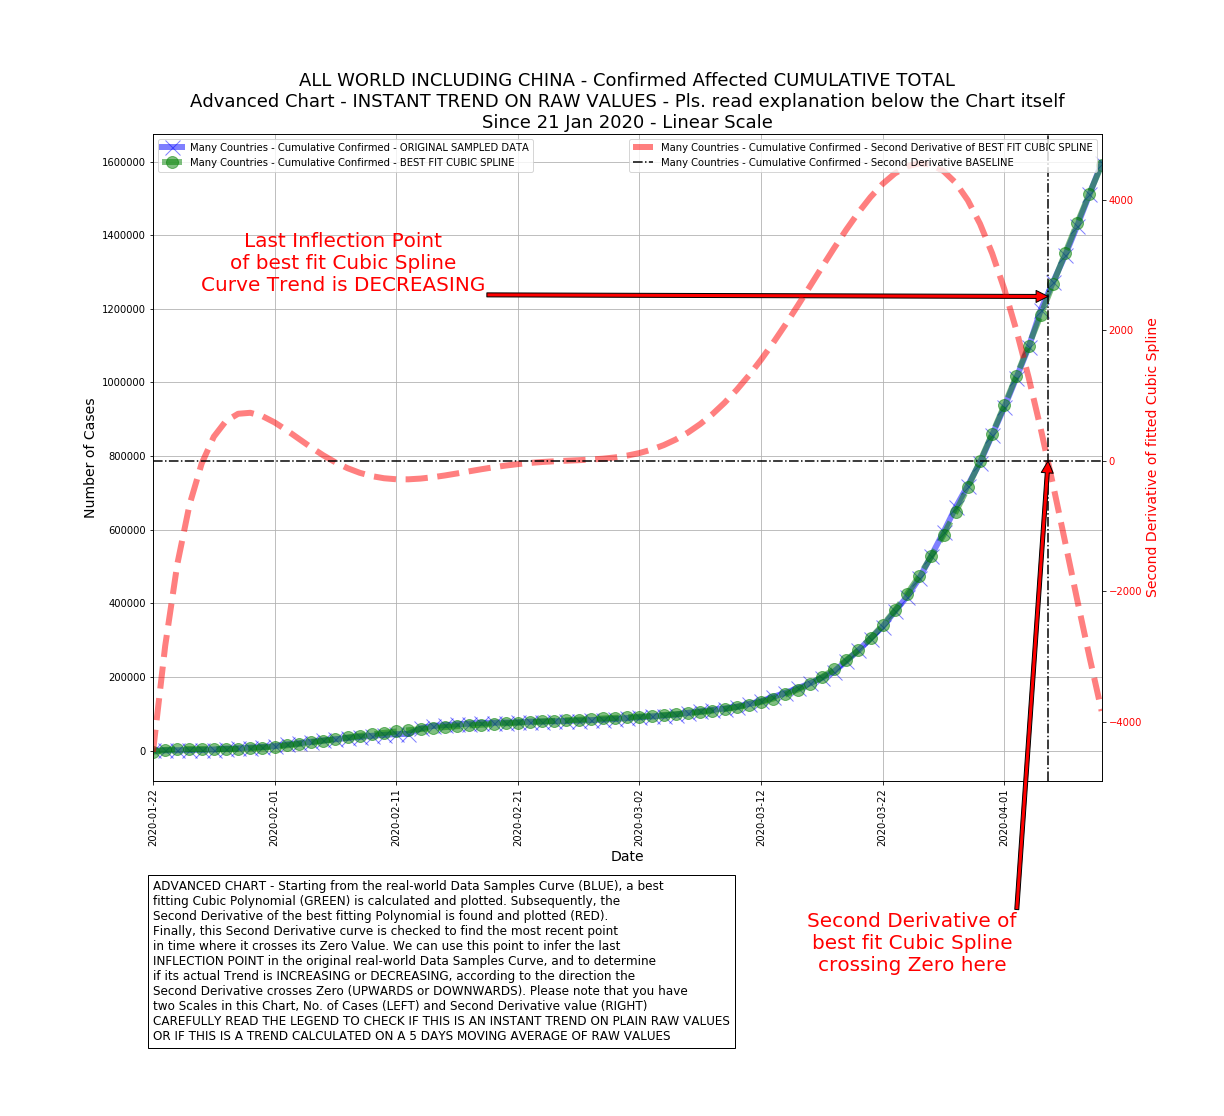 ALL WORLD INCLUDING CHINA - Confirmed Affected CUMULATIVE TOTAL
Advanced Chart - INSTANT TREND ON RAW VALUES - Pls. read explanation below the Chart itself
Since 21 Jan 2020 - Linear Scale
Many Countries - Cumulative Confirmed - ORIGINAL SAMPLED DATA
Many Countries - Cumulative Confirmed - BEST FIT CUBIC SPLINE
Many Countries - Cumulative Confirmed - Second Derivative of BEST FIT CUBIC SPLINE
Many Countries - Cumulative Confirmed - Second Derivative BASELINE
Last Inflection Point
of best fit Cubic Spline
Curve Trend is DECREASING
Number of Cases
1600000
1400000
1200000
1000000
800000
600000
400000
200000
0
4000
2000
0
−2000
−4000
Second Derivative of fitted Cubic Spline
2020-01-22
2020-02-01
2020-02-11
2020-02-21
2020-03-02
2020-03-12
2020-03-22
2020-04-01
Date
Second Derivative of
best fit Cubic Spline
crossing Zero here
ADVANCED CHART - Starting from the real-world Data Samples Curve (BLUE), a best
fitting Cubic Polynomial (GREEN) is calculated and plotted. Subsequently, the
Second Derivative of the best fitting Polynomial is found and plotted (RED).
Finally, this Second Derivative curve is checked to find the most recent point
in time where it crosses its Zero Value. We can use this point to infer the last
INFLECTION POINT in the original real-world Data Samples Curve, and to determine
if its actual Trend is INCREASING or DECREASING, according to the direction the
Second Derivative crosses Zero (UPWARDS or DOWNWARDS). Please note that you have
two Scales in this Chart, No. of Cases (LEFT) and Second Derivative value (RIGHT)
CAREFULLY READ THE LEGEND TO CHECK IF THIS IS AN INSTANT TREND ON PLAIN RAW VALUES
OR IF THIS IS A TREND CALCULATED ON A 5 DAYS MOVING AVERAGE OF RAW VALUES